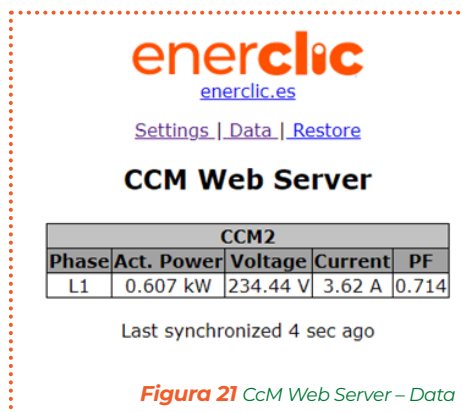 enerclic
enerclic.es
Settings | Data | Restore
CCM Web Server
CCM2
Phase Act. Power Voltage Current PF
L1 0.607 kW 234.44 V 3.62 A 0.714
Last synchronized 4 sec ago
Figura 21 CcM Web Server – Data